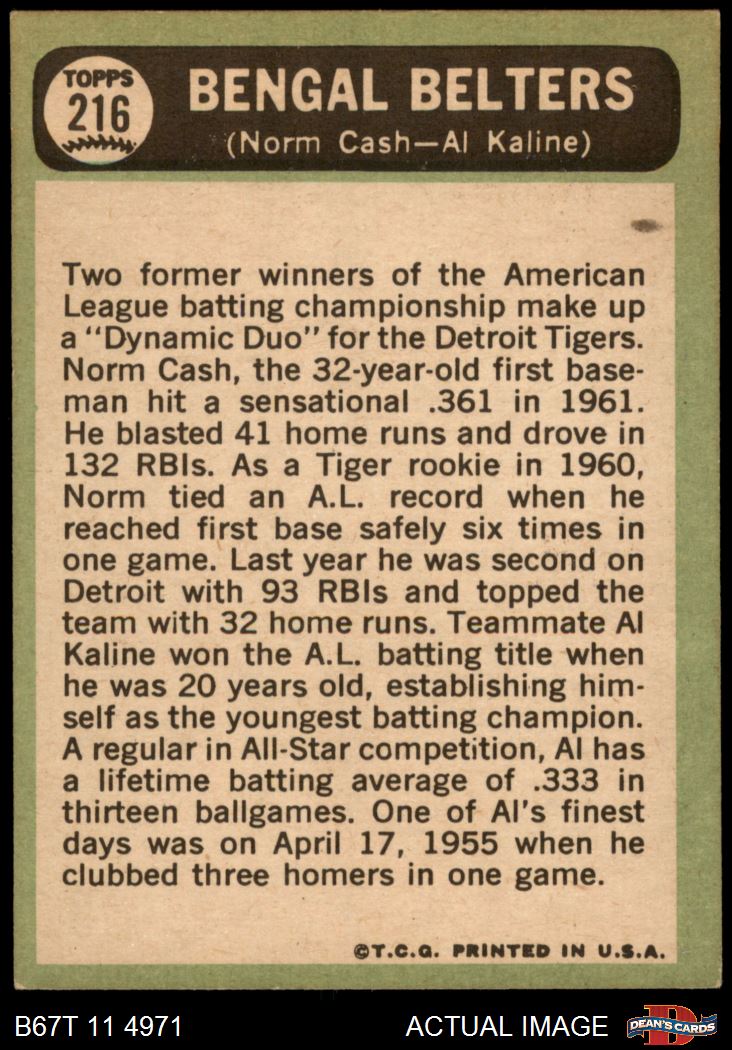 TOPPS
216
BENGAL BELTERS
(Norm Cash—Al Kaline)
Two former winners of the American
League batting championship make up
a "Dynamic Duo" for the Detroit Tigers.
Norm Cash, the 32-year-old first base-
man hit a sensational .361 in 1961.
He blasted 41 home runs and drove in
132 RBIs. As a Tiger rookie in 1960,
Norm tied an A.L. record when he
reached first base safely six times in
one game. Last year he was second on
Detroit with 93 RBIs and topped the
team with 32 home runs. Teammate Al
Kaline won the A.L. batting title when
he was 20 years old, establishing him-
self as the youngest batting champion.
A regular in All-Star competition, Al has
a lifetime batting average of .333 in
thirteen ballgames. One of Al's finest
days was on April 17, 1955 when he
clubbed three homers in one game.
©T.C.G. PRINTED IN U.S.A.
B67T 11 4971
ACTUAL IMAGE
D
DEAN'S CARDS